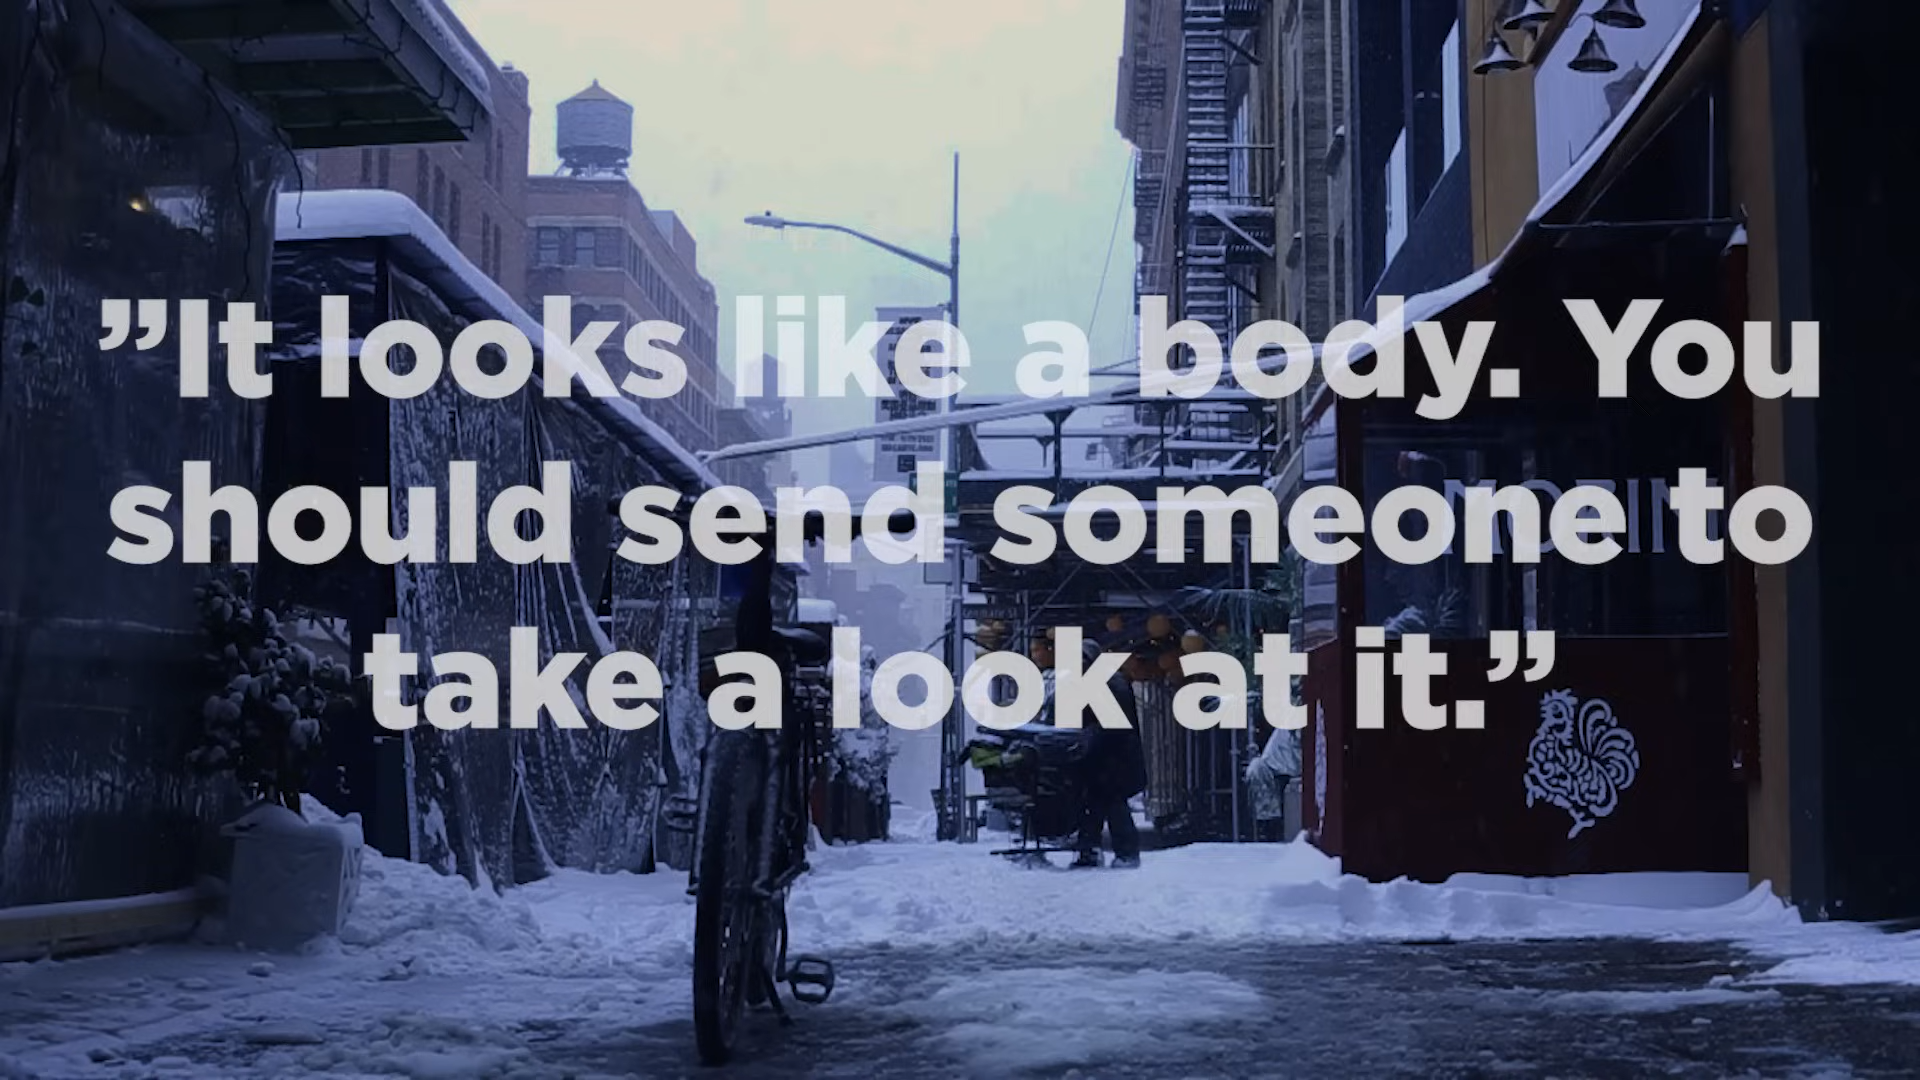 ”It looks like a body. You
should send someone to
take a look at it.”